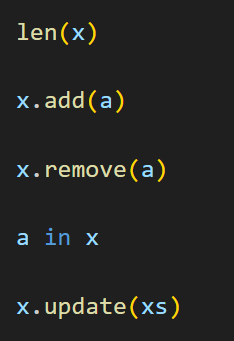 len(x)
x.add(a)
x.remove(a)
a in x
x.update(xs)